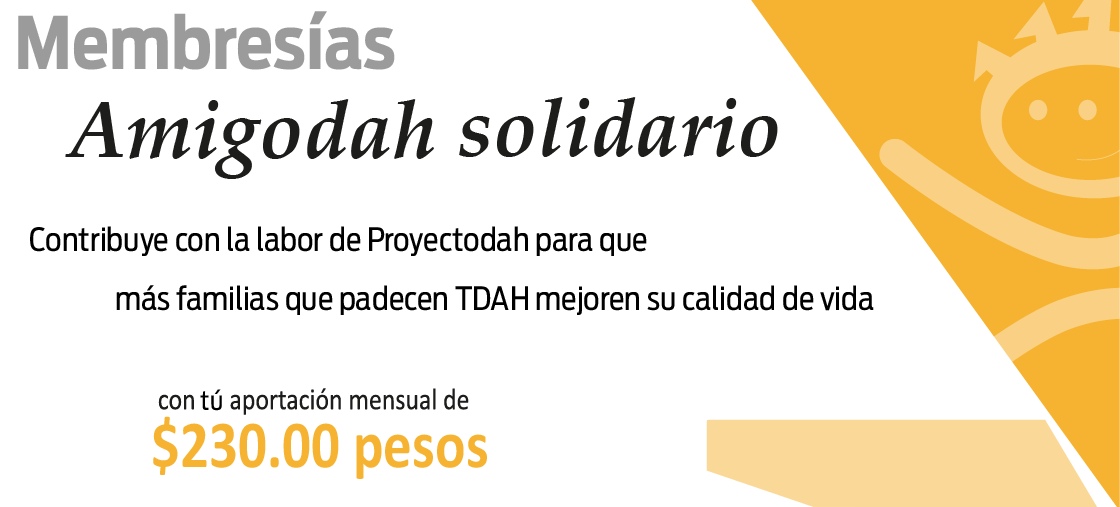 Membresías
Amigodah solidario
Contribuye con la labor de Proyectodah para que
más familias que padecen TDAH mejoren su calidad de vida
con tú aportación mensual de
$230.00 pesos